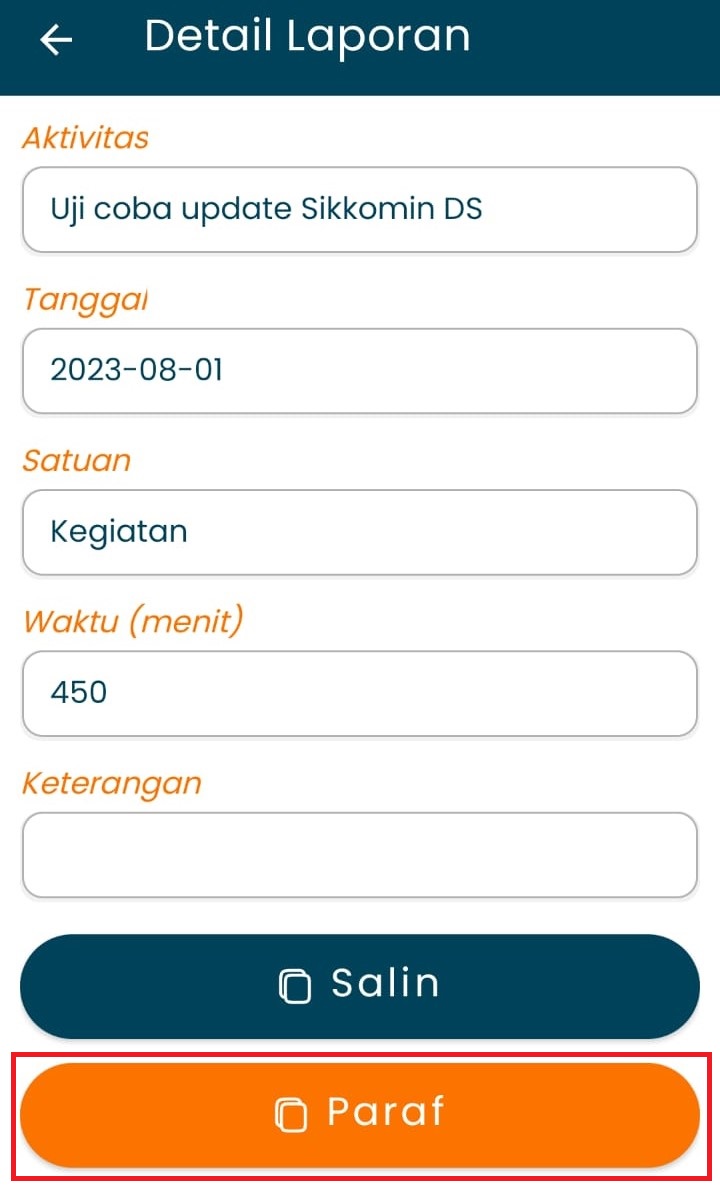 Detail Laporan
Aktivitas
Uji coba update Sikkomin DS
Tanggal
2023-08-01
Satuan
Kegiatan
Waktu (menit)
450
Keterangan
Salin
Paraf